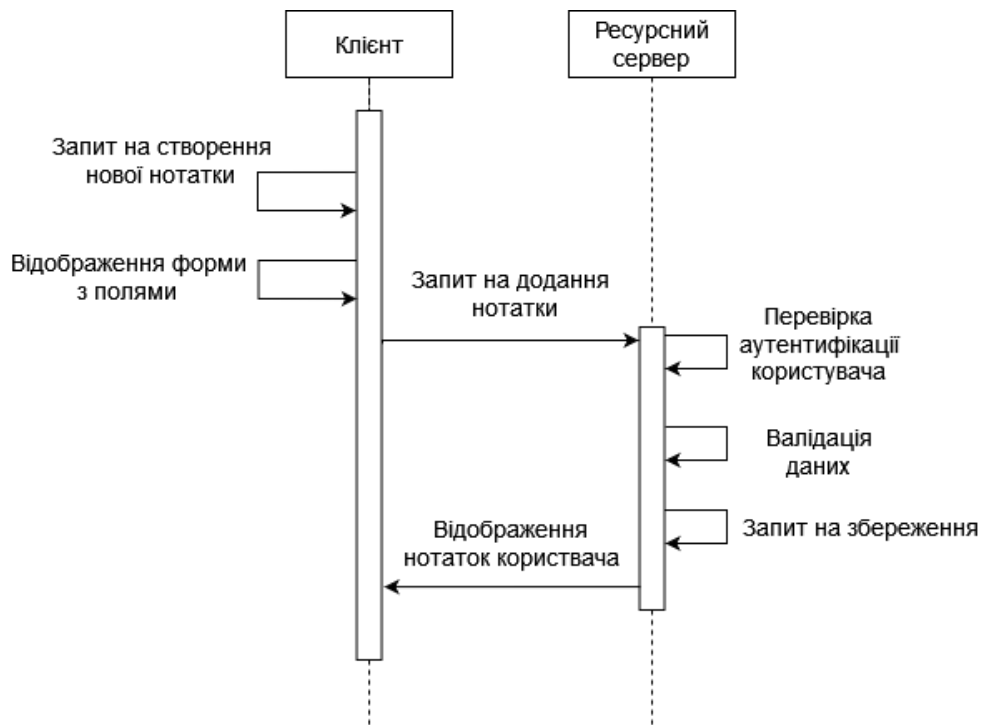 Клієнт
Ресурсний
сервер
Запит на створення
нової нотатки
Відображення форми
з полями
Запит на додання
нотатки
Перевірка
аутентифікації
користувача
Валідація
даних
Запит на збереження
Відображення
нотаток користвача